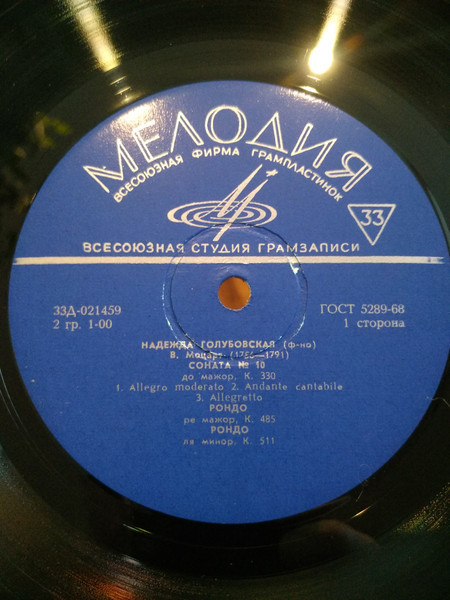 МЕЛОДИЯ
ВСЕСОЮЗНАЯ ФИРМА ГРАМПЛАСТИНОК
33
ВСЕСОЮЗНАЯ СТУДИЯ ГРАМЗАПИСИ
33Д-021459
ГОСТ 5289-68
2 гр. 1-00
1 сторона
НАДЕЖДА ГОЛУБОВСКАЯ (ф-но)
В. Моцарт (1756—1791)
СОНАТА № 10
до мажор, К. 330
1. Allegro moderato 2. Andante cantabile
3. Allegretto
РОНДО
ре мажор, К. 485
РОНДО
ля минор, К. 511